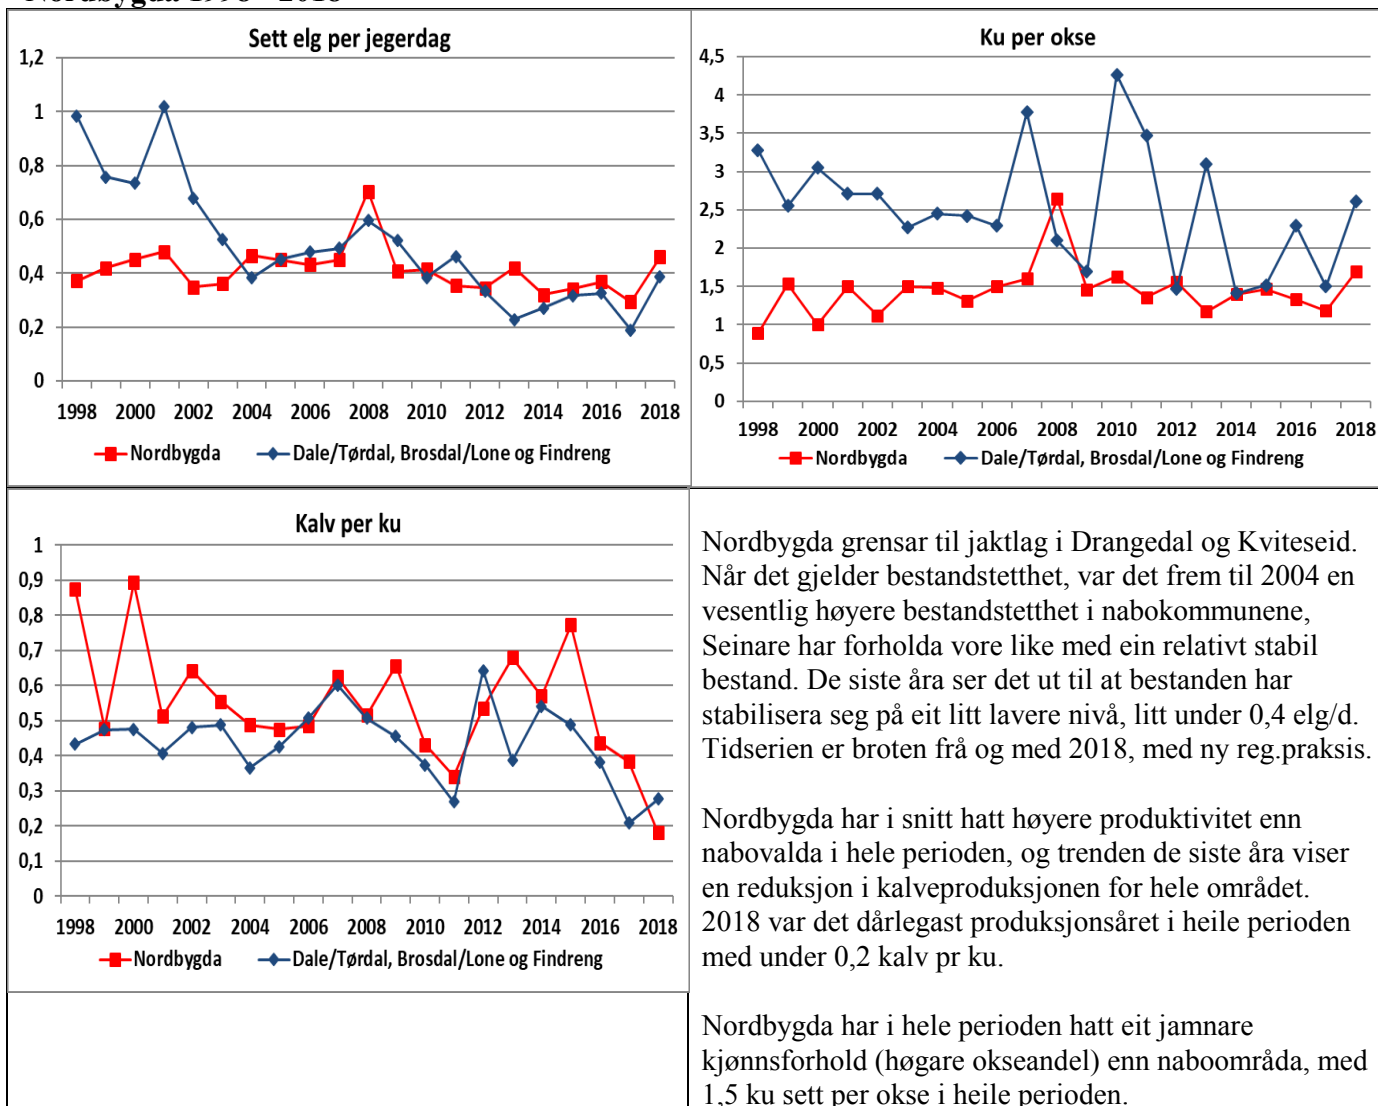 Nordbygda 1998 - 2018
Sett elg per jegerdag
1,2
1
0,8
0,6
0,4
0,2
0
1998 2000 2002 2004 2006 2008 2010 2012 2014 2016 2018
Nordbygda Dale/Tørdal, Brosdal/Lone og Findreng
Ku per okse
4,5
4
3,5
3
2,5
2
1,5
1
0,5
0
1998 2000 2002 2004 2006 2008 2010 2012 2014 2016 2018
Nordbygda Dale/Tørdal, Brosdal/Lone og Findreng
Kalv per ku
1
0,9
0,8
0,7
0,6
0,5
0,4
0,3
0,2
0,1
0
1998 2000 2002 2004 2006 2008 2010 2012 2014 2016 2018
Nordbygda Dale/Tørdal, Brosdal/Lone og Findreng
Nordbygda grensar til jaktlag i Drangedal og Kviteseid.
Når det gjelder bestandstetthet, var det frem til 2004 en
vesentlig høyere bestandstetthet i nabokommunene,
Seinare har forholda vore like med ein relativt stabil
bestand. De siste åra ser det ut til at bestanden har
stabilisera seg på eit litt lavere nivå, litt under 0,4 elg/d.
Tidserien er broten frå og med 2018, med ny reg.praksis.
Nordbygda har i snitt hatt høyere produktivitet enn
nabovalda i hele perioden, og trenden de siste åra viser
en reduksjon i kalveproduksjonen for hele området.
2018 var det dårlegast produksjonsåret i heile perioden
med under 0,2 kalv pr ku.
Nordbygda har i hele perioden hatt eit jamnare
kjønnsforhold (høgare okseandel) enn naboområda, med
1,5 ku sett per okse i heile perioden.